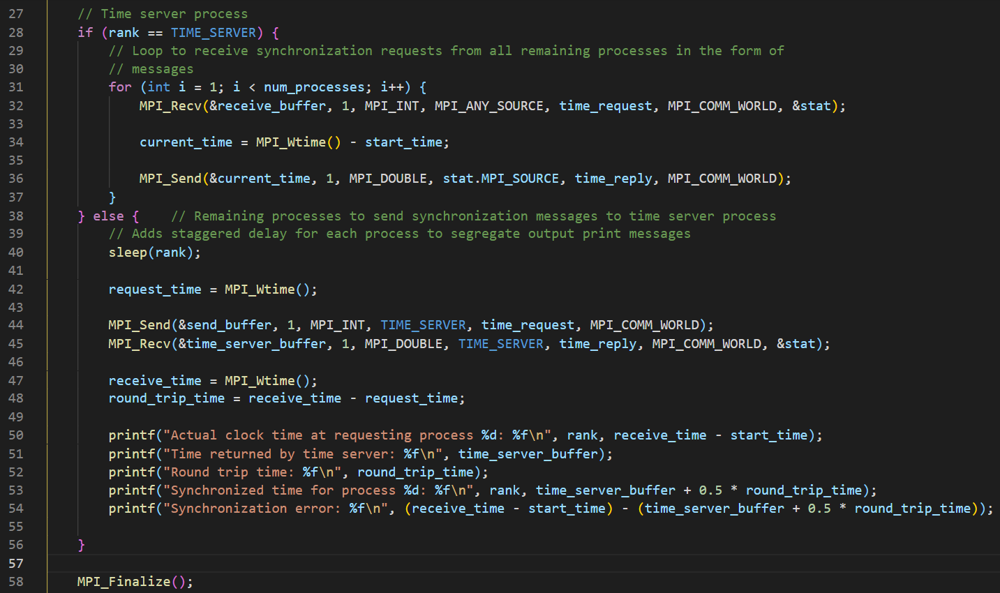 27 // Time server process
28 if (rank == TIME_SERVER) {
29 // Loop to receive synchronization requests from all remaining processes in the form of
30 // messages
31 for (int i = 1; i < num_processes; i++) {
32 MPI_Recv(&receive_buffer, 1, MPI_INT, MPI_ANY_SOURCE, time_request, MPI_COMM_WORLD, &stat);
33
34 current_time = MPI_Wtime() - start_time;
35
36 MPI_Send(&current_time, 1, MPI_DOUBLE, stat.MPI_SOURCE, time_reply, MPI_COMM_WORLD);
37 }
38 } else { // Remaining processes to send synchronization messages to time server process
39 // Adds staggered delay for each process to segregate output print messages
40 sleep(rank);
41
42 request_time = MPI_Wtime();
43
44 MPI_Send(&send_buffer, 1, MPI_INT, TIME_SERVER, time_request, MPI_COMM_WORLD);
45 MPI_Recv(&time_server_buffer, 1, MPI_DOUBLE, TIME_SERVER, time_reply, MPI_COMM_WORLD, &stat);
46
47 receive_time = MPI_Wtime();
48 round_trip_time = receive_time - request_time;
49
50 printf("Actual clock time at requesting process %d: %f\n", rank, receive_time - start_time);
51 printf("Time returned by time server: %f\n", time_server_buffer);
52 printf("Round trip time: %f\n", round_trip_time);
53 printf("Synchronized time for process %d: %f\n", rank, time_server_buffer + 0.5 * round_trip_time);
54 printf("Synchronization error: %f\n", (receive_time - start_time) - (time_server_buffer + 0.5 * round_trip_time));
55
56 }
57
58 MPI_Finalize();